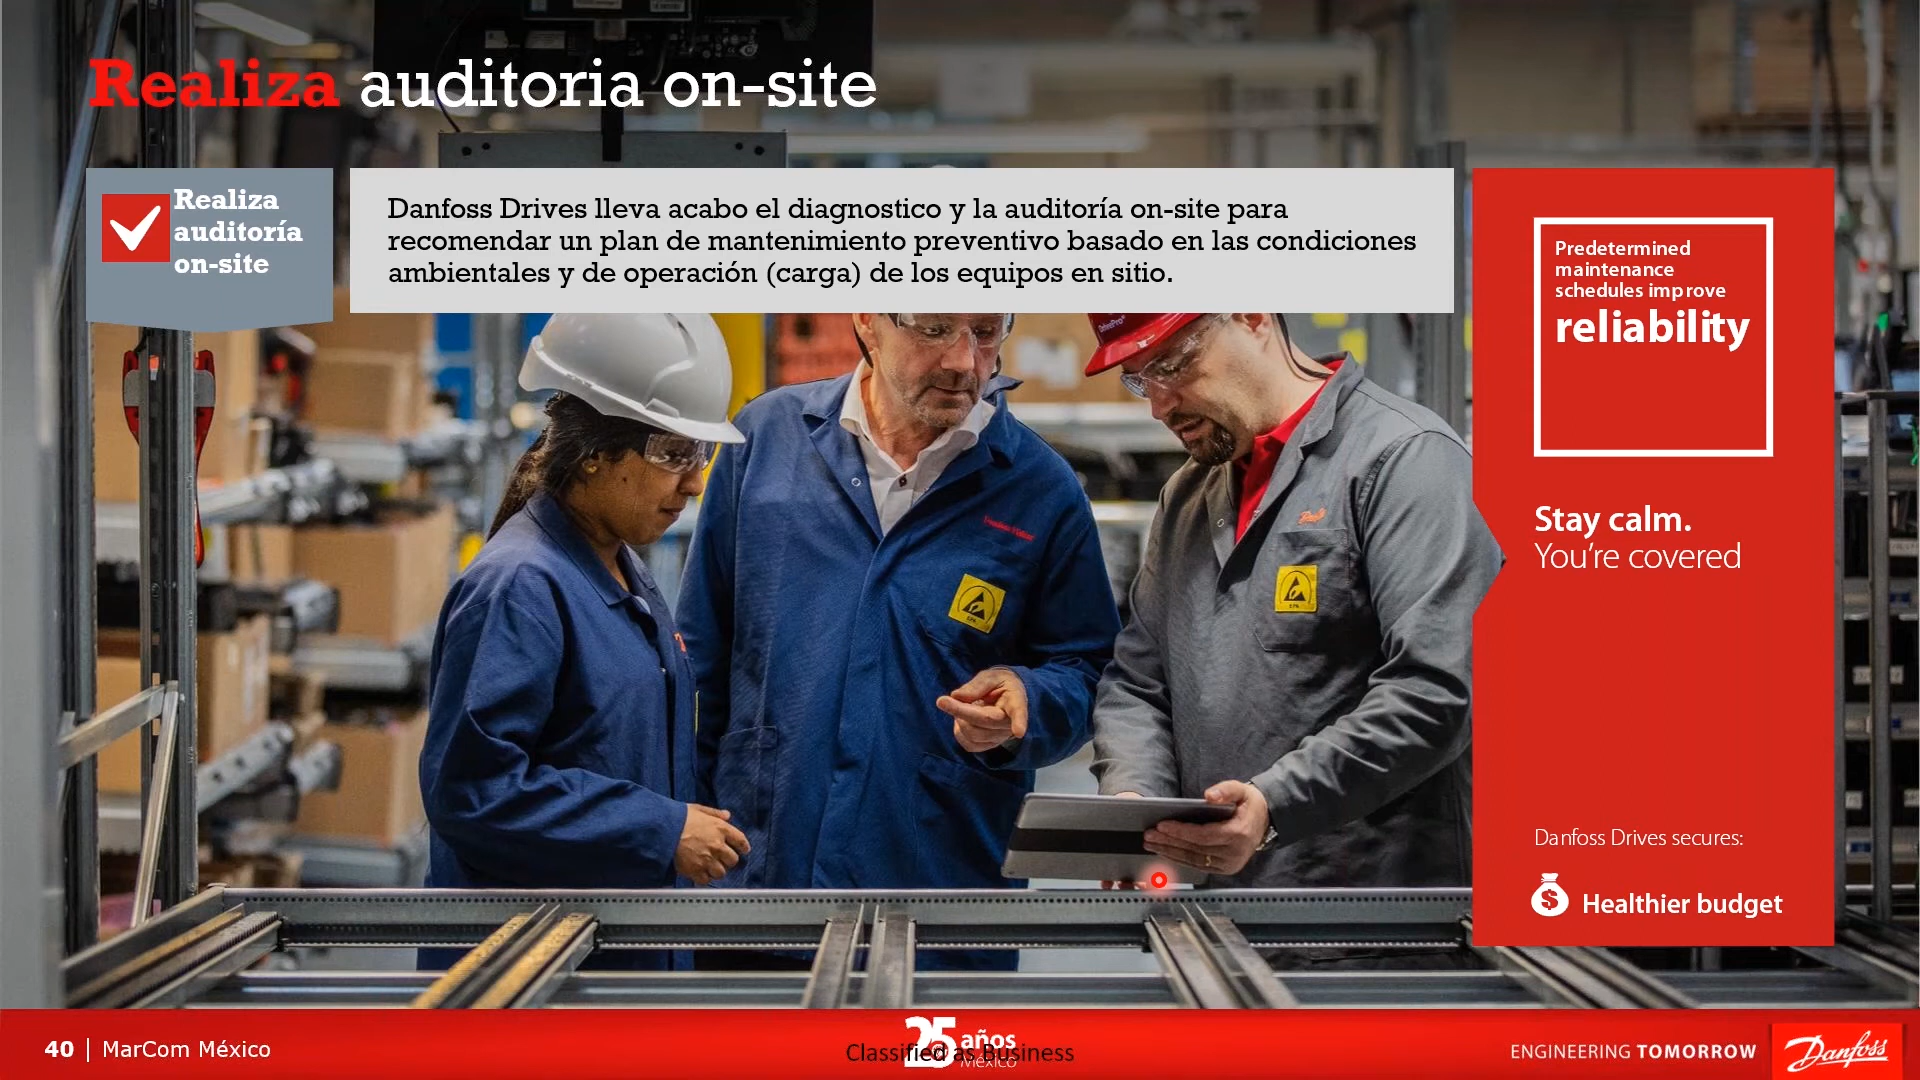 Realiza auditoria on-site
Realiza
auditoría
on-site
Danfoss Drives lleva acabo el diagnostico y la auditoría on-site para
recomendar un plan de mantenimiento preventivo basado en las condiciones
ambientales y de operación (carga) de los equipos en sitio.
Predetermined
maintenance
schedules improve
reliability
Stay calm.
You're covered
DrivePro®
EPA
EPA
Danfoss Drives secures:
$ Healthier budget
40 | MarCom México
25 años
México
Classified as Business
ENGINEERING TOMORROW
Danfoss